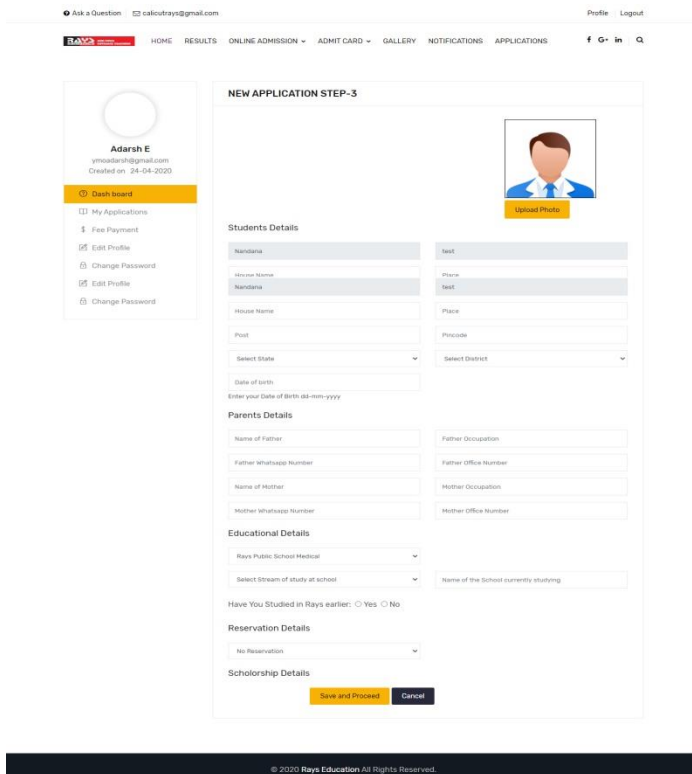 Ask a Question calicutrays@gmail.com Profile Logout
RAYS HOME RESULTS ONLINE ADMISSION ADMIT CARD GALLERY NOTIFICATIONS APPLICATIONS f G+ in
NEW APPLICATION STEP-3
Adarsh E
ymoadarsh@gmail.com
Created on 24-04-2020
Dash board
My Applications
$ Fee Payment
Edit Profile
Change Password
Edit Profile
Change Password
Upload Photo
Students Details
Nandana test
House Name Place
Nandana test
House Name Place
Post Pincode
Select State Select District
Date of birth
Enter your Date of Birth dd-mm-yyyy
Parents Details
Name of Father Father Occupation
Father Whatsapp Number Father Office Number
Name of Mother Mother Occupation
Mother Whatsapp Number Mother Office Number
Educational Details
Rays Public School Medical
Select Stream of study at school Name of the School currently studying
Have You Studied in Rays earlier: Yes No
Reservation Details
No Reservation
Scholorship Details
Save and Proceed Cancel
© 2020 Rays Education All Rights Reserved.